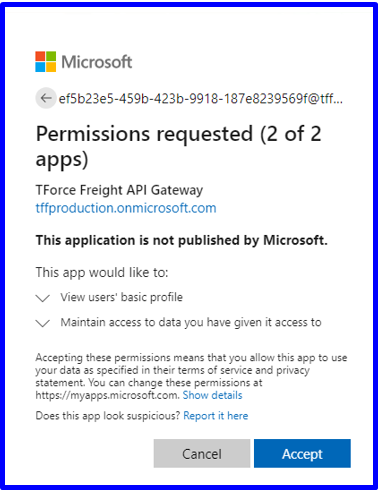 Microsoft
ef5b23e5-459b-423b-9918-187e8239569f@tff...
Permissions requested (2 of 2
apps)
TForce Freight API Gateway
tffproduction.onmicrosoft.com
This application is not published by Microsoft.
This app would like to:
View users' basic profile
Maintain access to data you have given it access to
Accepting these permissions means that you allow this app to use
your data as specified in their terms of service and privacy
statement. You can change these permissions at
https://myapps.microsoft.com. Show details
Does this app look suspicious? Report it here
Cancel Accept